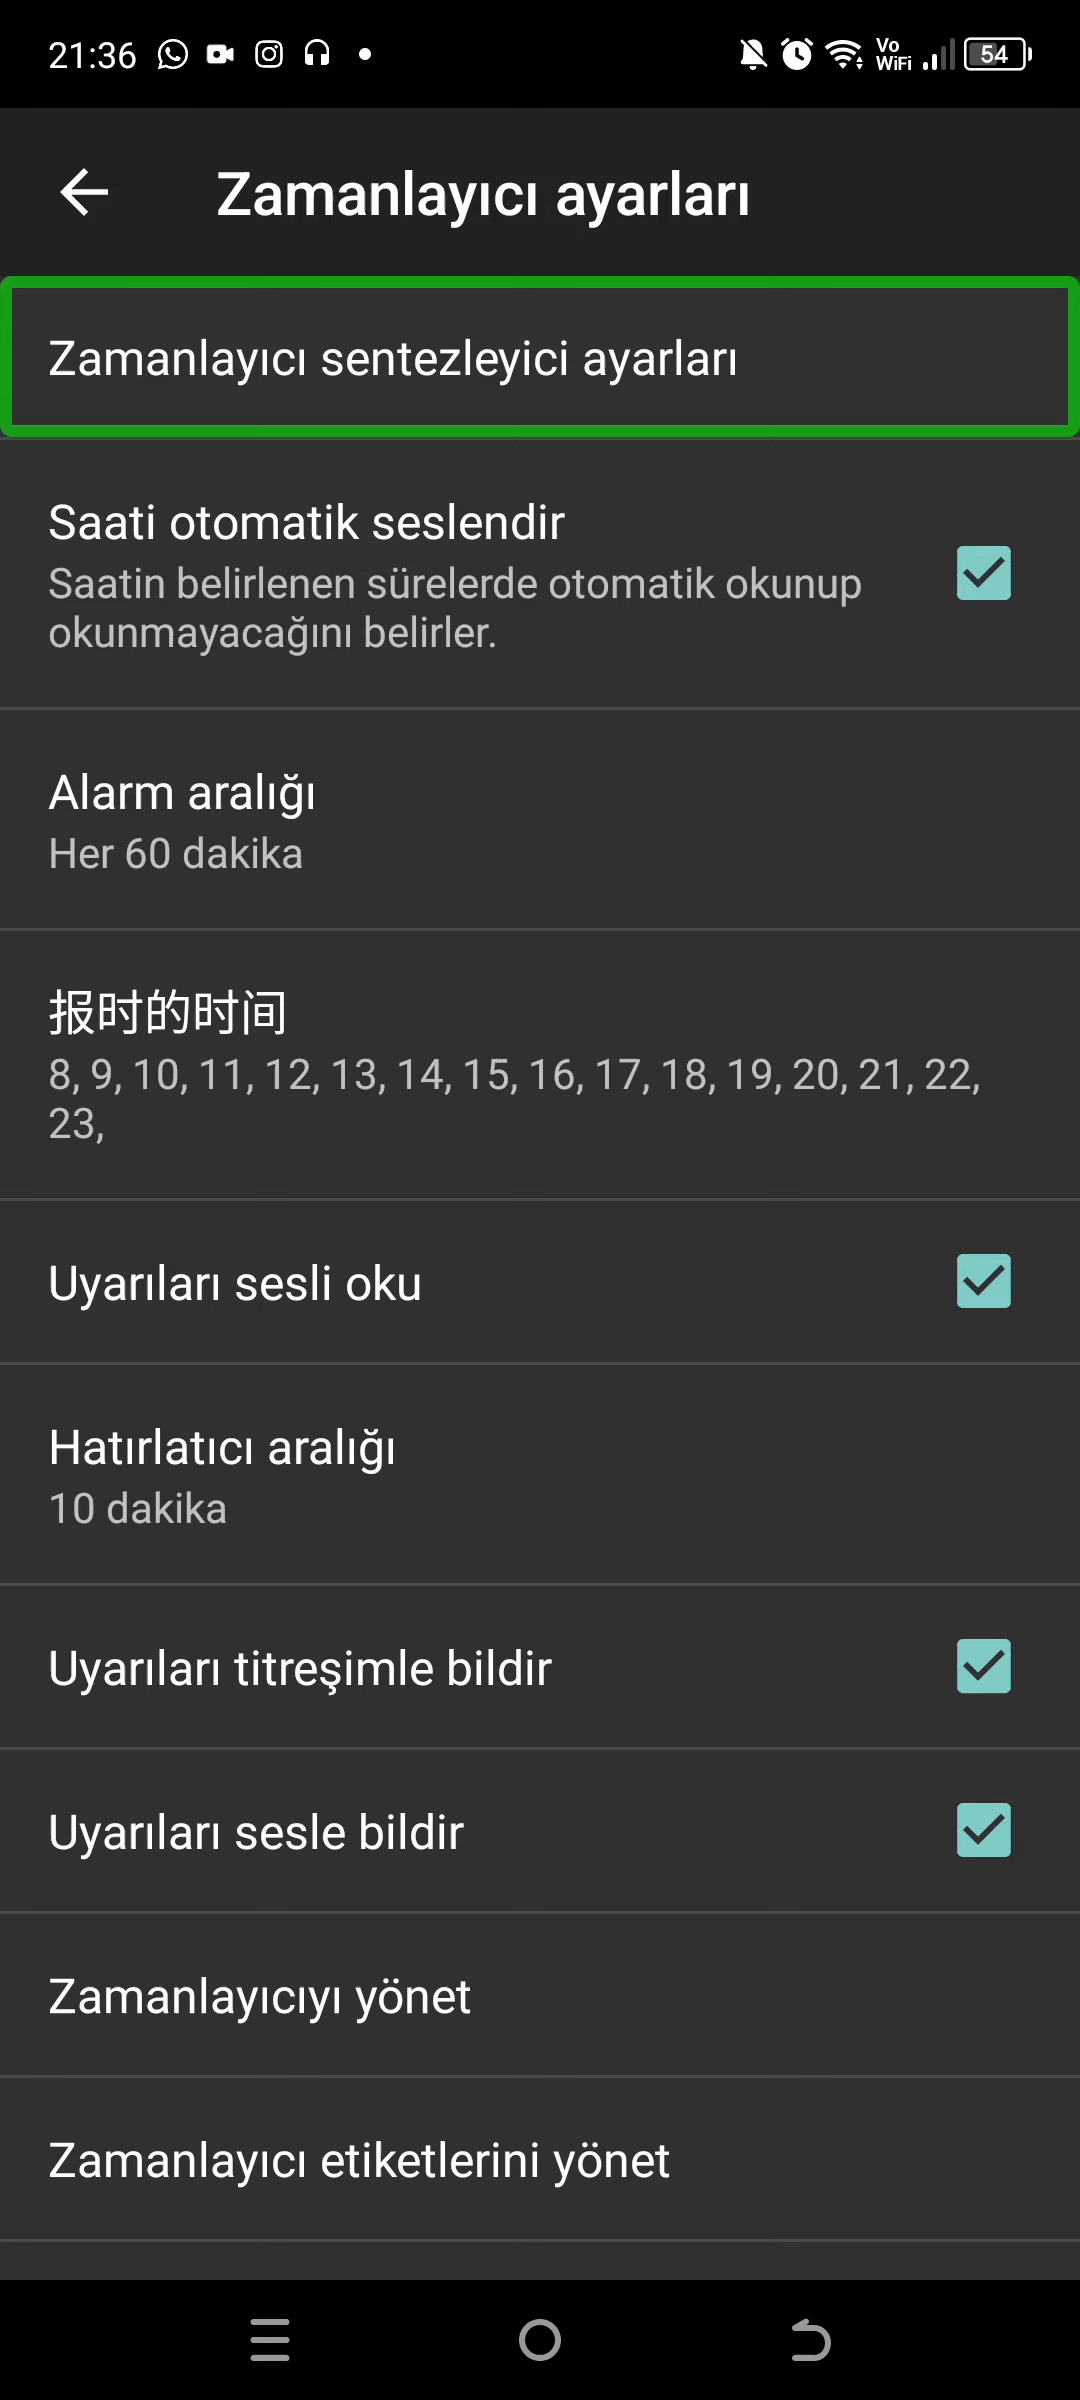 21:36
Vo
WiFi
54
Zamanlayıcı ayarları
Zamanlayıcı sentezleyici ayarları
Saati otomatik seslendir
Saatin belirlenen sürelerde otomatik okunup
okunmayacağını belirler.
Alarm aralığı
Her 60 dakika
报时的时间
8, 9, 10, 11, 12, 13, 14, 15, 16, 17, 18, 19, 20, 21, 22,
23,
Uyarıları sesli oku
Hatırlatıcı aralığı
10 dakika
Uyarıları titreşimle bildir
Uyarıları sesle bildir
Zamanlayıcıyı yönet
Zamanlayıcı etiketlerini yönet